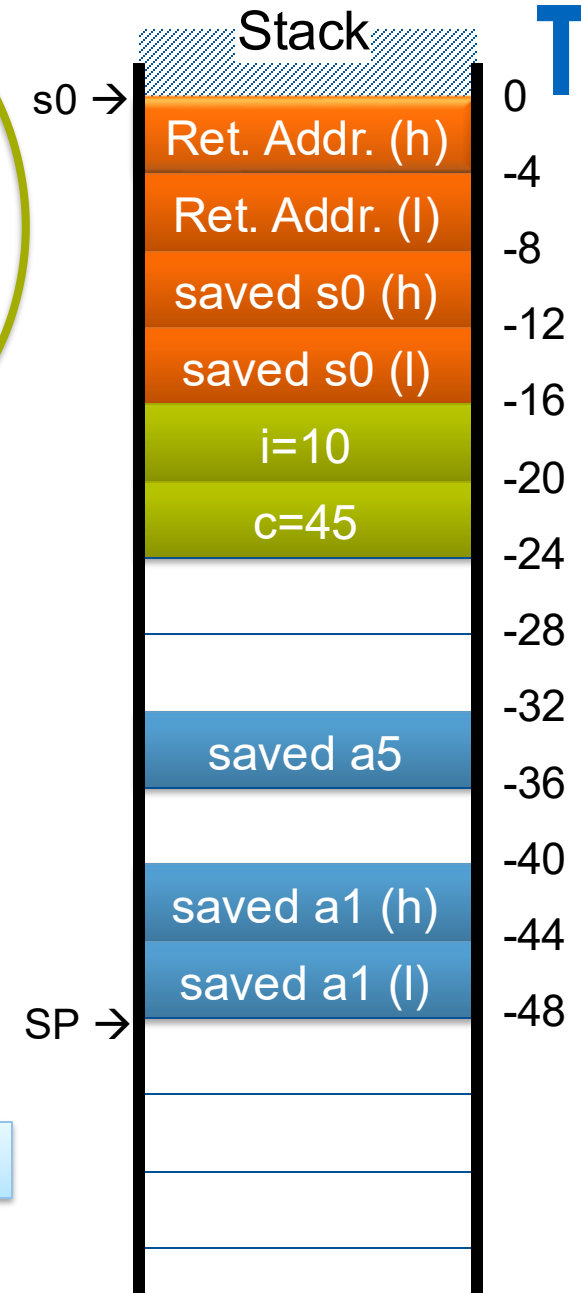 Stack
T
s0 → 0
Ret. Addr. (h)
-4
Ret. Addr. (l)
-8
saved s0 (h)
-12
saved s0 (l)
-16
i=10
-20
c=45
-24
-28
-32
saved a5
-36
-40
saved a1 (h)
-44
saved a1 (l)
SP → -48